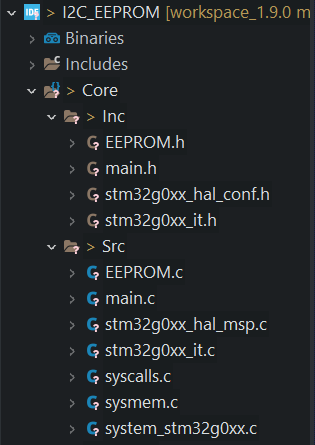 IDE > I2C_EEPROM [workspace_1.9.0 m
Binaries
Includes
> Core
> Inc
EEPROM.h
main.h
stm32g0xx_hal_conf.h
stm32g0xx_it.h
> Src
EEPROM.c
main.c
stm32g0xx_hal_msp.c
stm32g0xx_it.c
syscalls.c
sysmem.c
system_stm32g0xx.c